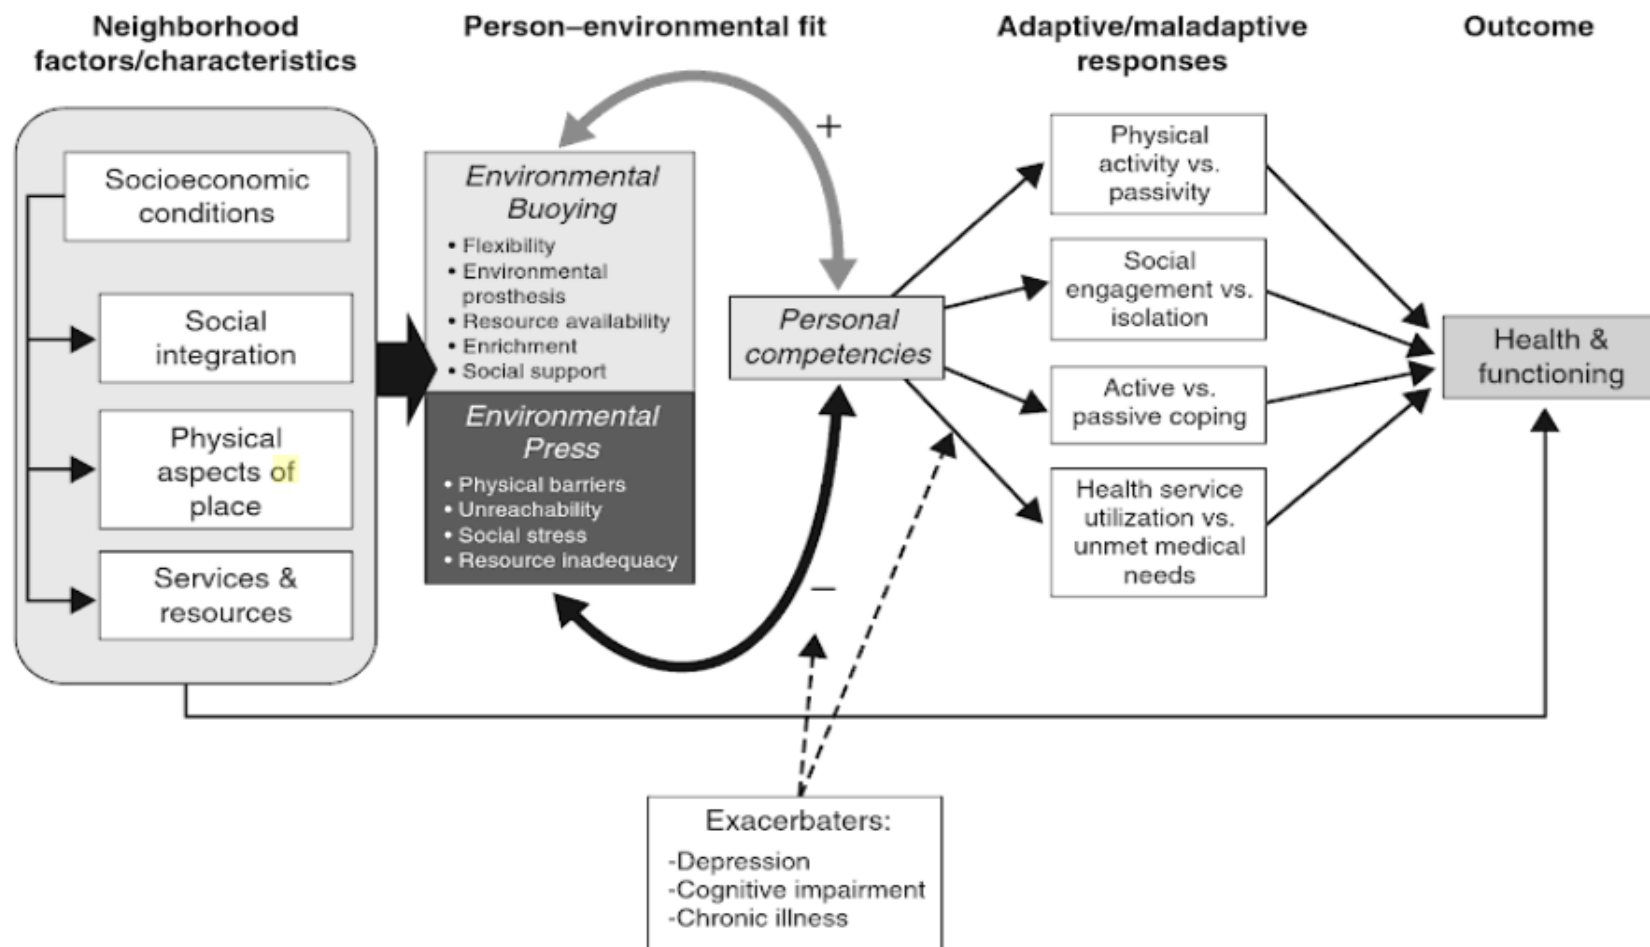 Neighborhood
factors/characteristics
Person–environmental fit
Adaptive/maladaptive
responses
Outcome
Socioeconomic
conditions
Social
integration
Physical
aspects of
place
Services &
resources
Environmental
Buoying
• Flexibility
• Environmental
prosthesis
• Resource availability
• Enrichment
• Social support
Environmental
Press
• Physical barriers
• Unreachability
• Social stress
• Resource inadequacy
+
–
Personal
competencies
Physical
activity vs.
passivity
Social
engagement vs.
isolation
Active vs.
passive coping
Health service
utilization vs.
unmet medical
needs
Health &
functioning
Exacerbaters:
-Depression
-Cognitive impairment
-Chronic illness